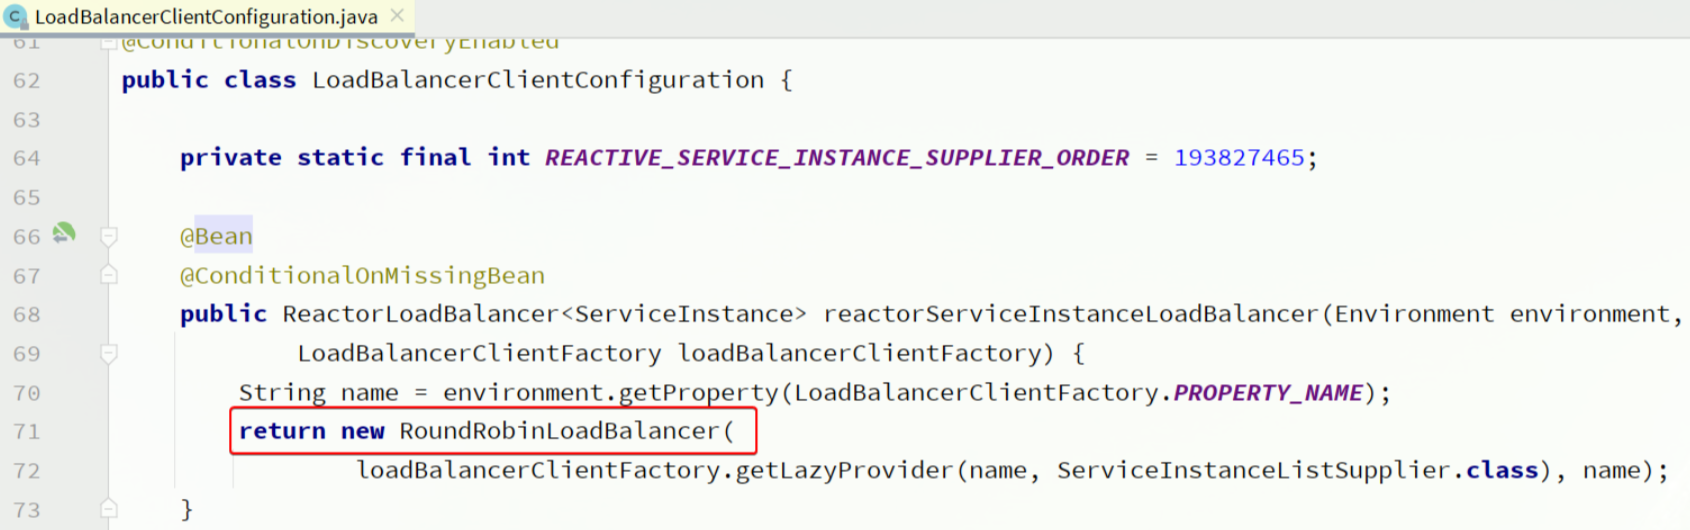 LoadBalancerClientConfiguration.java
61 @ConditionalOnDiscoveryEnabled
62 public class LoadBalancerClientConfiguration {
63
64 private static final int REACTIVE_SERVICE_INSTANCE_SUPPLIER_ORDER = 193827465;
65
66 @Bean
67 @ConditionalOnMissingBean
68 public ReactorLoadBalancer<ServiceInstance> reactorServiceInstanceLoadBalancer(Environment environment,
69 LoadBalancerClientFactory loadBalancerClientFactory) {
70 String name = environment.getProperty(LoadBalancerClientFactory.PROPERTY_NAME);
71 return new RoundRobinLoadBalancer(
72 loadBalancerClientFactory.getLazyProvider(name, ServiceInstanceListSupplier.class), name);
73 }